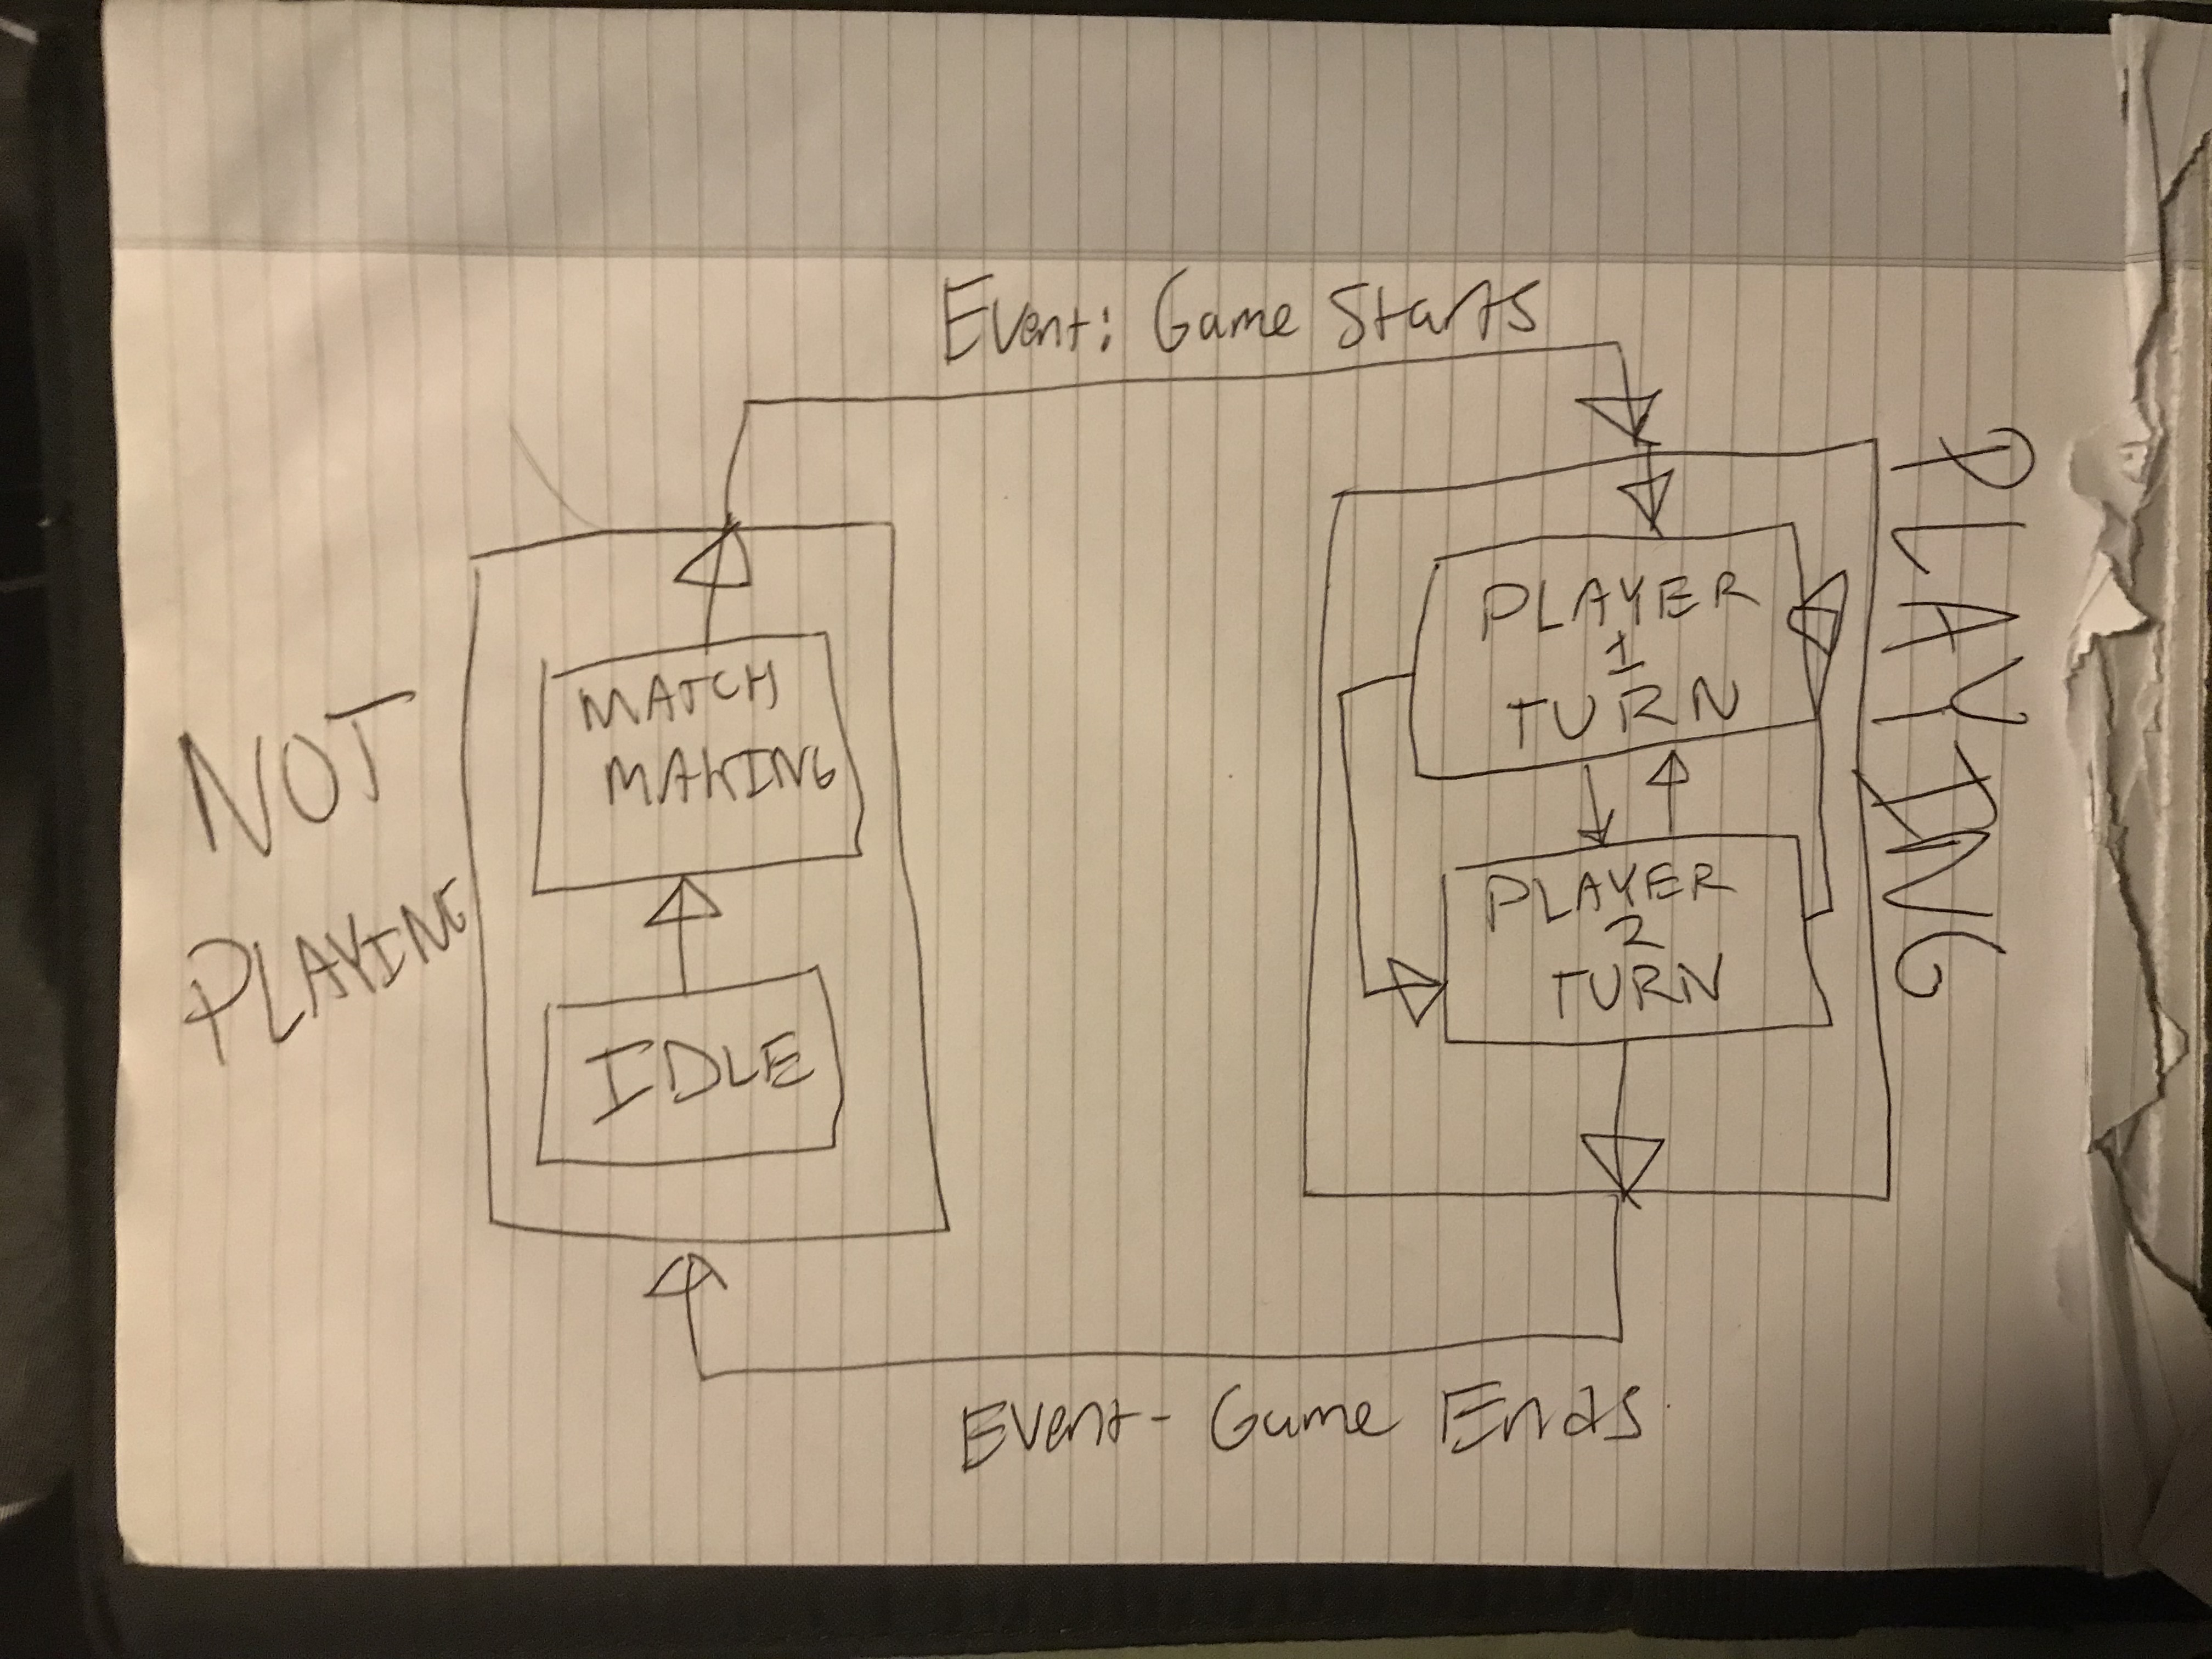 Event: Game Starts
NOT
PLAYING
MATCH
MAKING
IDLE
PLAYER
1
TURN
PLAYER
2
TURN
PLAYING
Event- Game Ends